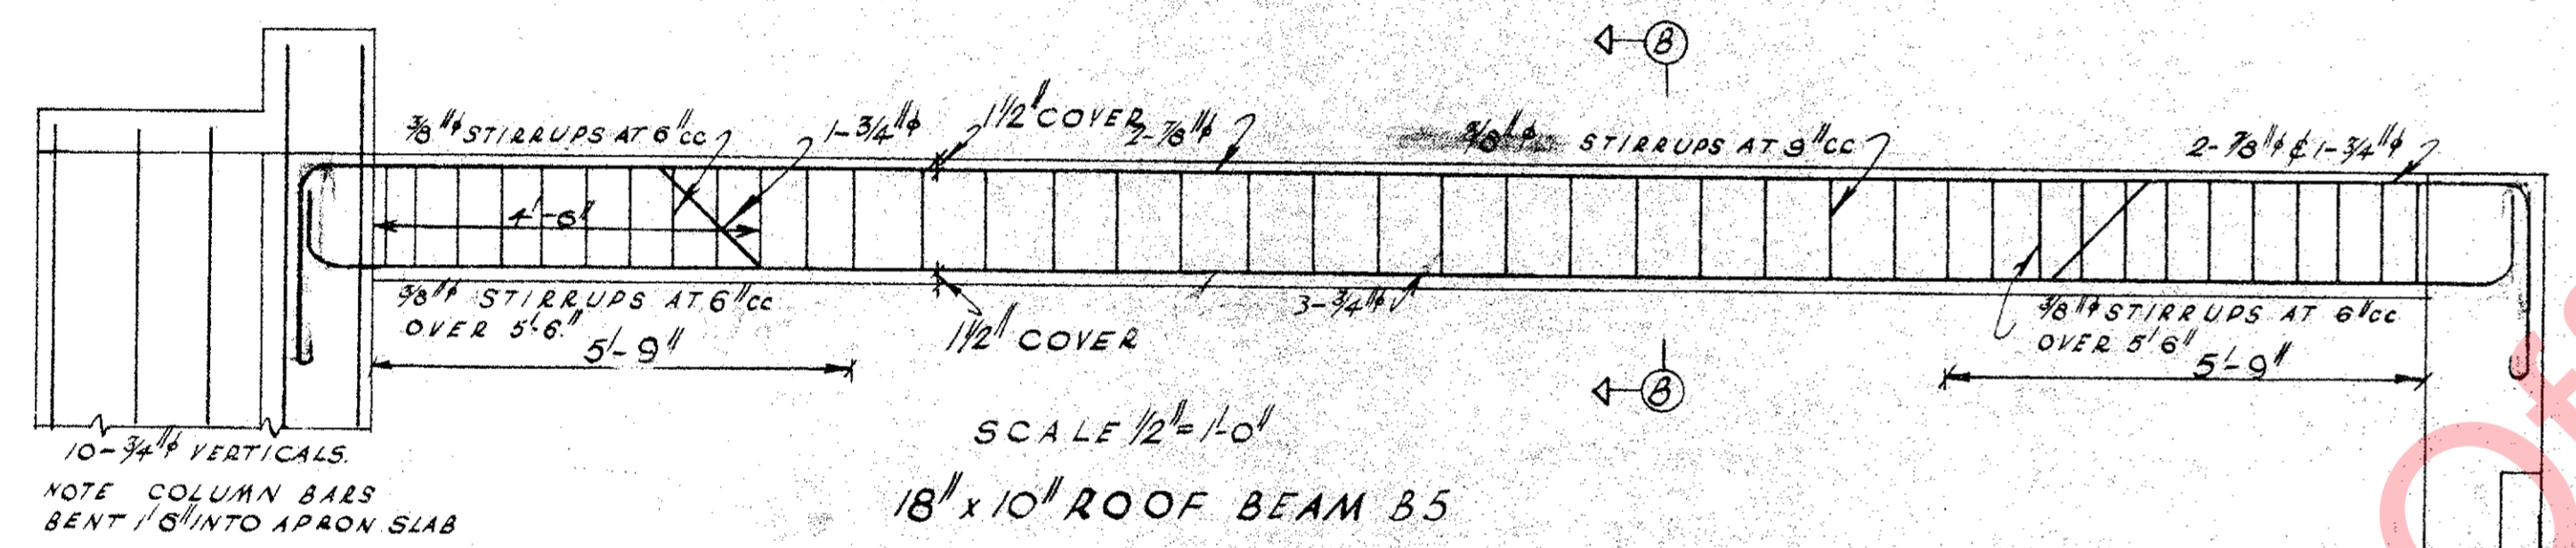 B
3/8"ϕ STIRRUPS AT 6"cc
1-3/4"ϕ
1 1/2" COVER
2-7/8"ϕ
3/8"ϕ STIRRUPS AT 9"cc
2-7/8"ϕ & 1-3/4"ϕ
4'-6"
3/8"ϕ STIRRUPS AT 6"cc
OVER 5'-6"
5'-9"
1 1/2" COVER
3-3/4"ϕ
3/8"ϕ STIRRUPS AT 6"cc
OVER 5'6"
5'-9"
B
SCALE 1/2"=1'-0"
10-3/4"ϕ VERTICALS.
NOTE COLUMN BARS
BENT INTO APRON SLAB
18" x 10" ROOF BEAM B5
Of